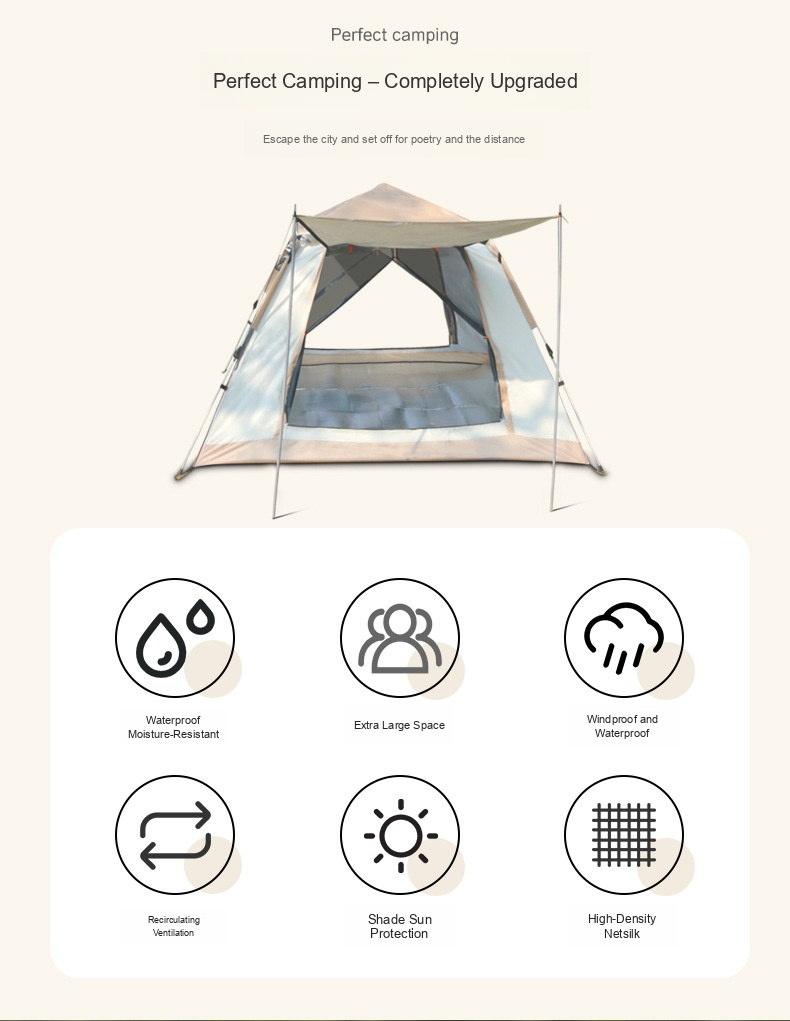 Perfect camping
Perfect Camping – Completely Upgraded
Escape the city and set off for poetry and the distance
Waterproof
Moisture-Resistant
Extra Large Space
Windproof and
Waterproof
Recirculating
Ventilation
Shade Sun
Protection
High-Density
Netsilk